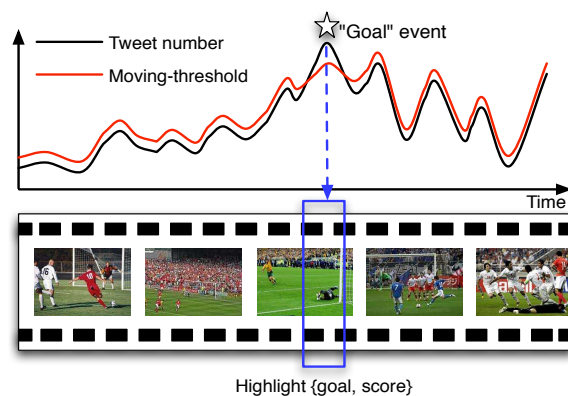 "Goal" event
Tweet number
Moving-threshold
Time
Highlight {goal, score}